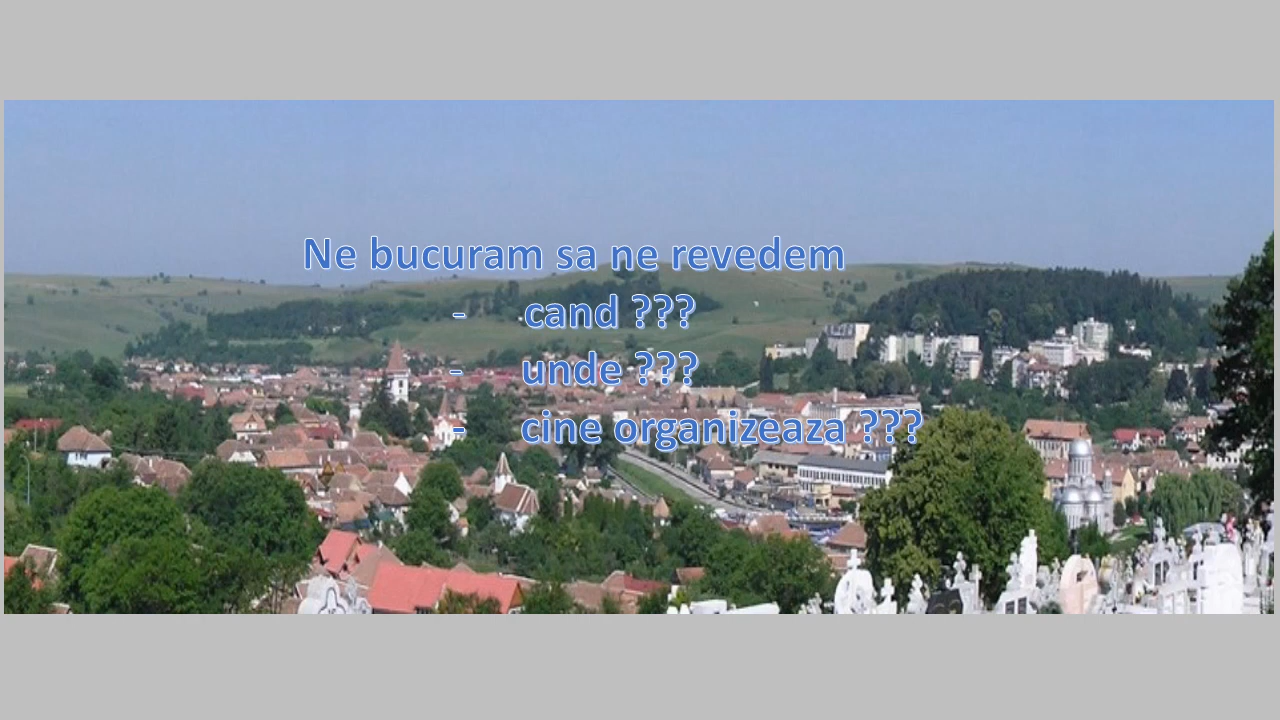 Ne bucuram sa ne revedem
- cand ???
- unde ???
- cine organizeaza ???